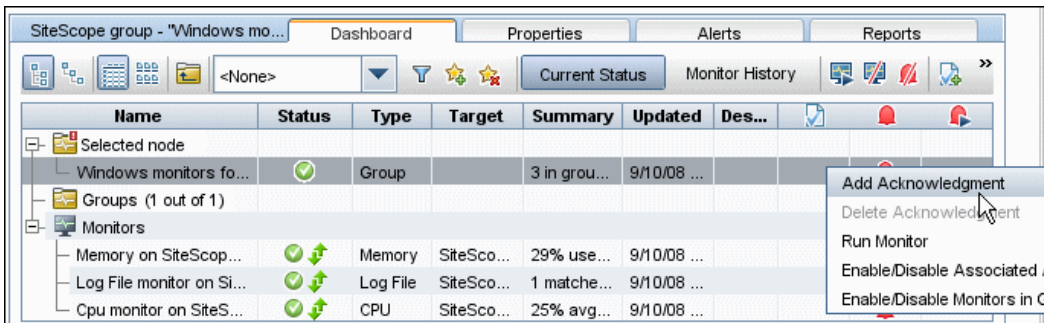 SiteScope group - "Windows mo... Dashboard Properties Alerts Reports
<None> Current Status Monitor History »
Name Status Type Target Summary Updated Des...
Selected node
Windows monitors fo... Group 3 in grou... 9/10/08 ...
Add Acknowledgment
Groups (1 out of 1)
Delete Acknowledgment
Monitors
Run Monitor
Memory on SiteScop... Memory SiteSco... 29% use... 9/10/08 ...
Enable/Disable Associated
Log File monitor on Si... Log File SiteSco... 1 matche... 9/10/08 ...
Enable/Disable Monitors in
Cpu monitor on SiteS... CPU SiteSco... 25% avg... 9/10/08 ...